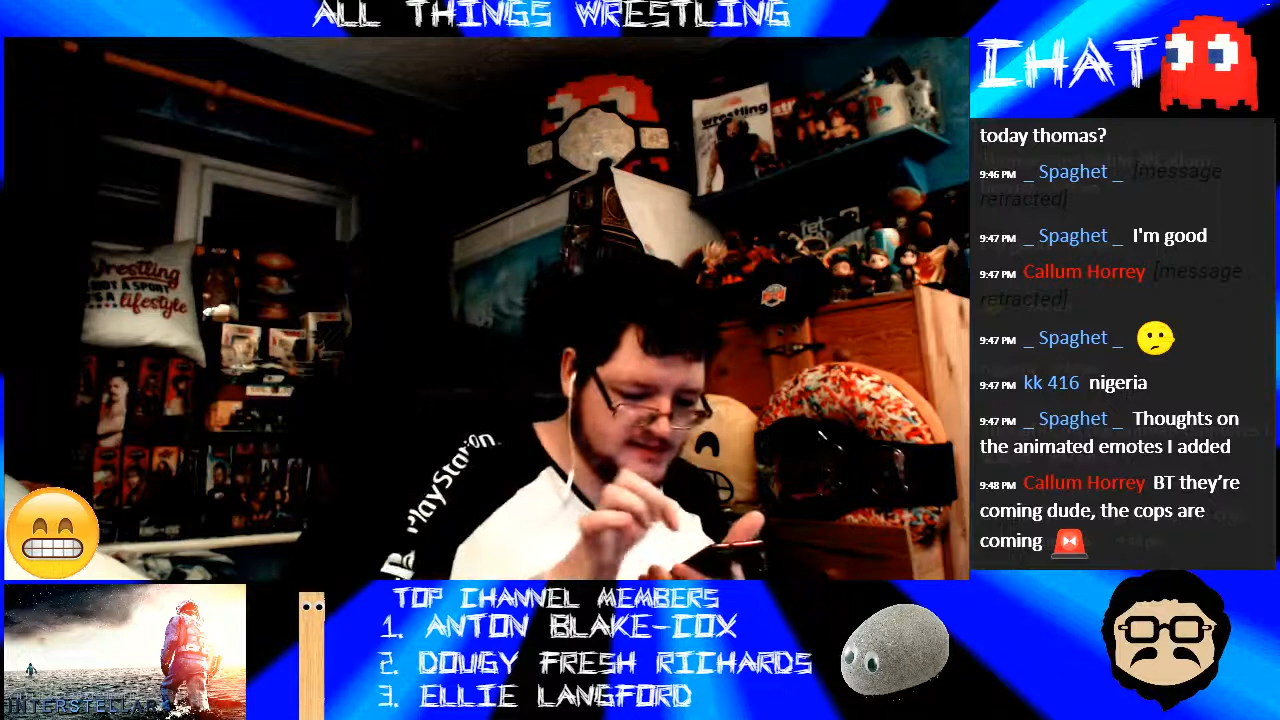 ALL THINGS WRESTLING
CHAT
today thomas?
9:46 PM _ Spaghet _ [message
retracted]
9:47 PM _ Spaghet _ I'm good
9:47 PM Callum Horrey [message
retracted]
9:47 PM _ Spaghet _
9:47 PM kk 416 nigeria
9:47 PM _ Spaghet _ Thoughts on
the animated emotes I added
9:48 PM Callum Horrey BT they're
coming dude, the cops are
coming
wrestling
Wrestling
NOT A SPORT
IT'S A lifestyle
PlayStation
INTERSTELLAR
TOP CHANNEL MEMBERS
1. ANTON BLAKE-COX
2. DOUGY FRESH RICHARDS
3. ELLIE LANGFORD